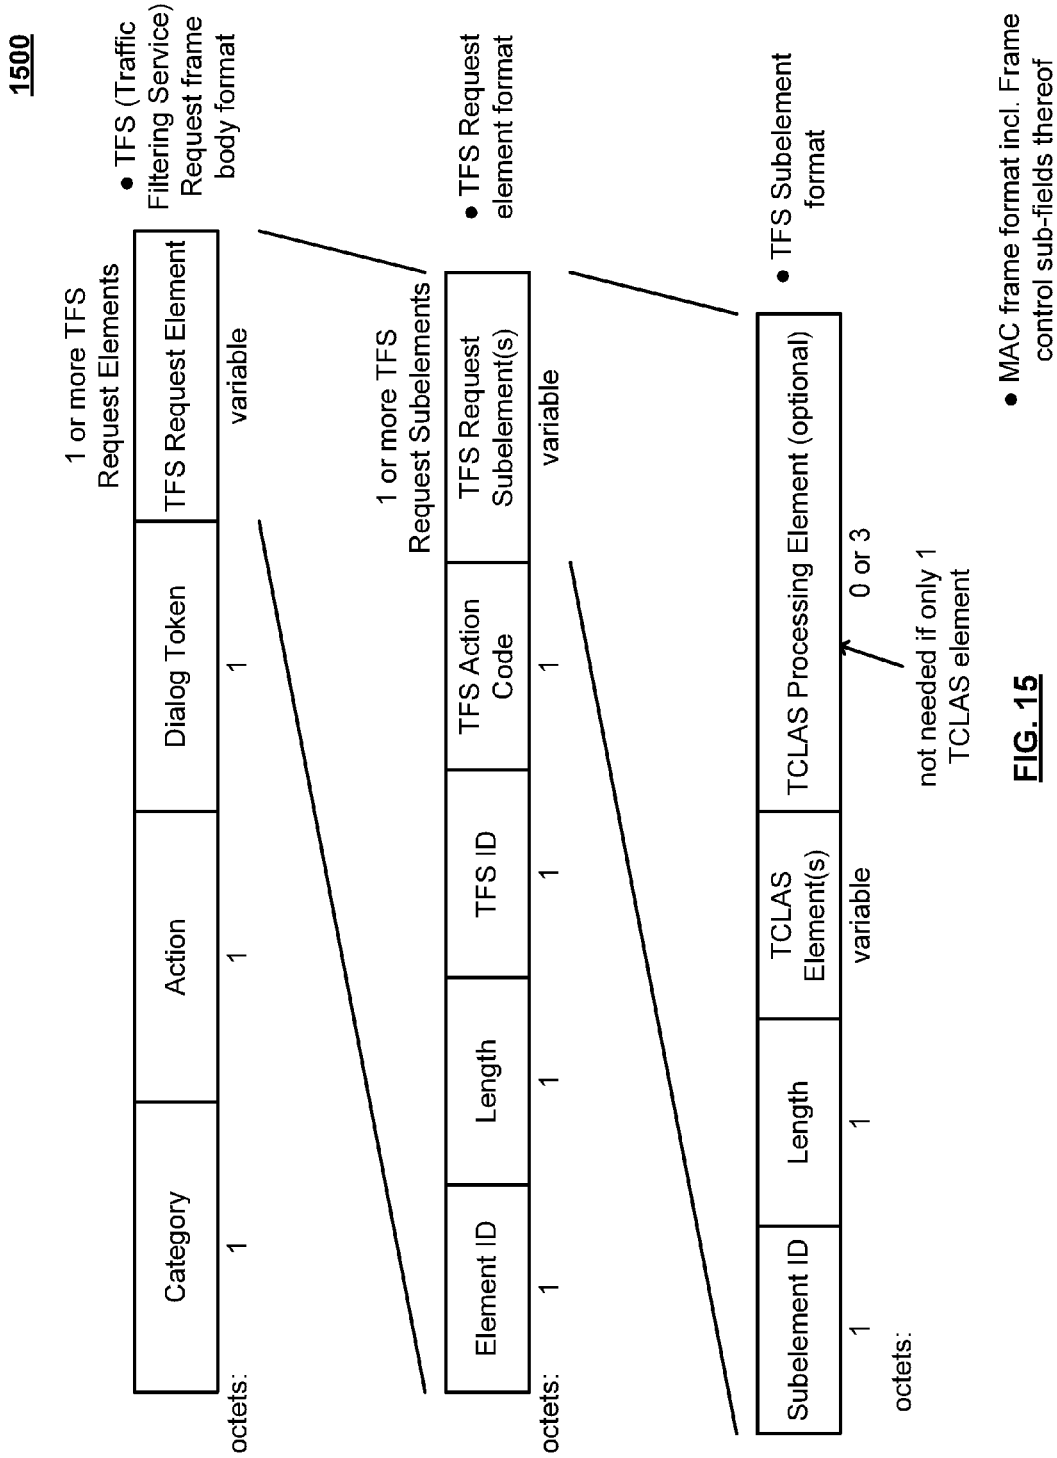 1500
1 or more TFS
Request Elements
● TFS (Traffic
Filtering Service)
Request frame
body format
Category
Action
Dialog Token
TFS Request Element
octets:
1
1
1
variable
1 or more TFS
Request Subelements
● TFS Request
element format
Element ID
Length
TFS ID
TFS Action
Code
TFS Request
Subelement(s)
octets:
1
1
1
1
variable
● TFS Subelement
format
Subelement ID
Length
TCLAS
Element(s)
TCLAS Processing Element (optional)
octets:
1
1
variable
0 or 3
not needed if only 1
TCLAS element
● MAC frame format incl. Frame
control sub-fields thereof
FIG. 15